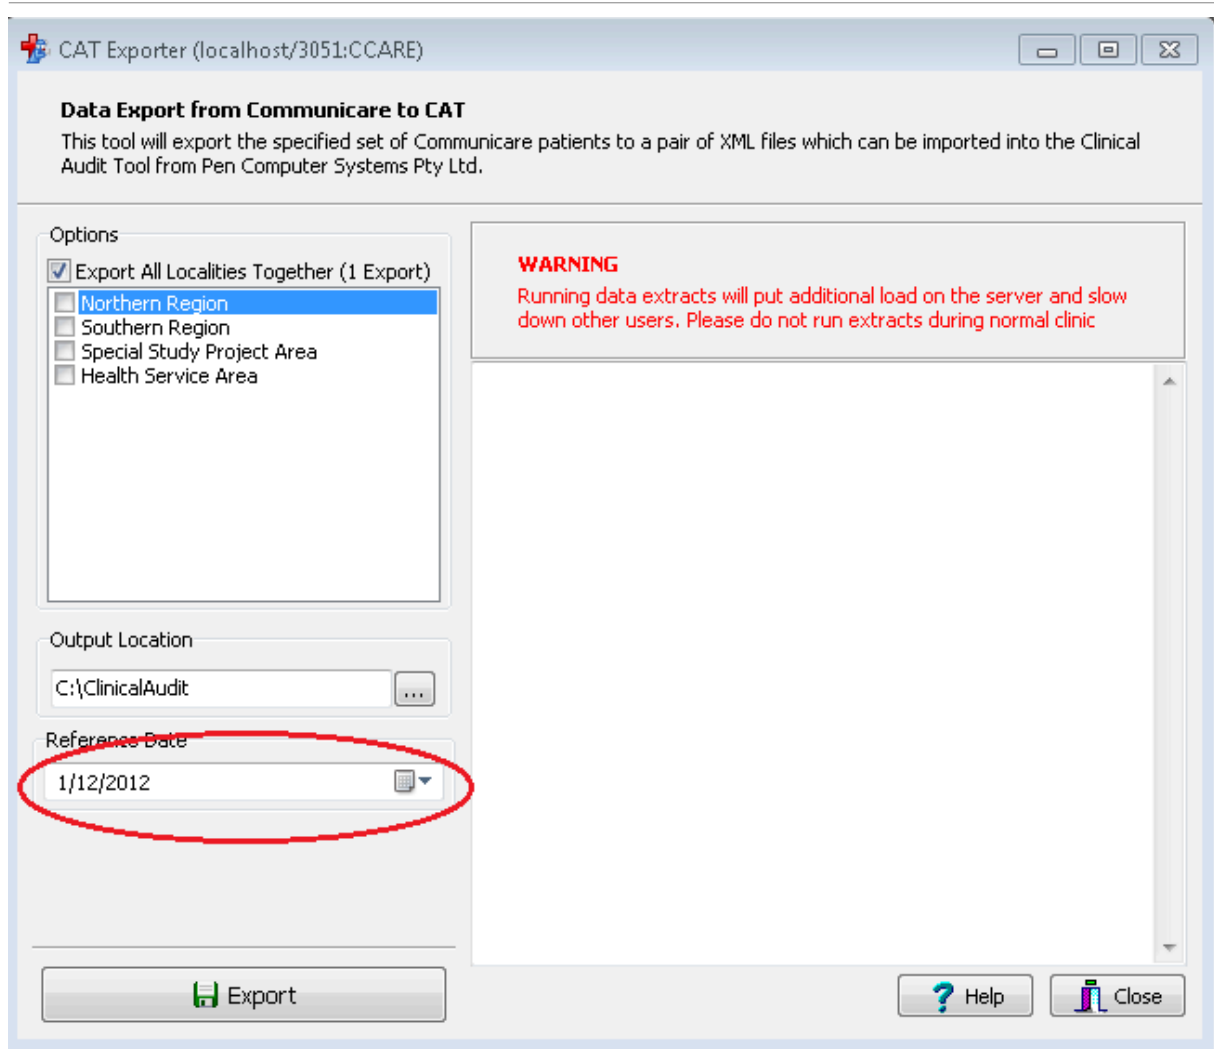 CAT Exporter (localhost/3051:CCARE)
Data Export from Communicare to CAT
This tool will export the specified set of Communicare patients to a pair of XML files which can be imported into the Clinical
Audit Tool from Pen Computer Systems Pty Ltd.
Options
Export All Localities Together (1 Export)
Northern Region
Southern Region
Special Study Project Area
Health Service Area
WARNING
Running data extracts will put additional load on the server and slow
down other users. Please do not run extracts during normal clinic
Output Location
C:\ClinicalAudit
...
Reference Date
1/12/2012
Export
Help
Close